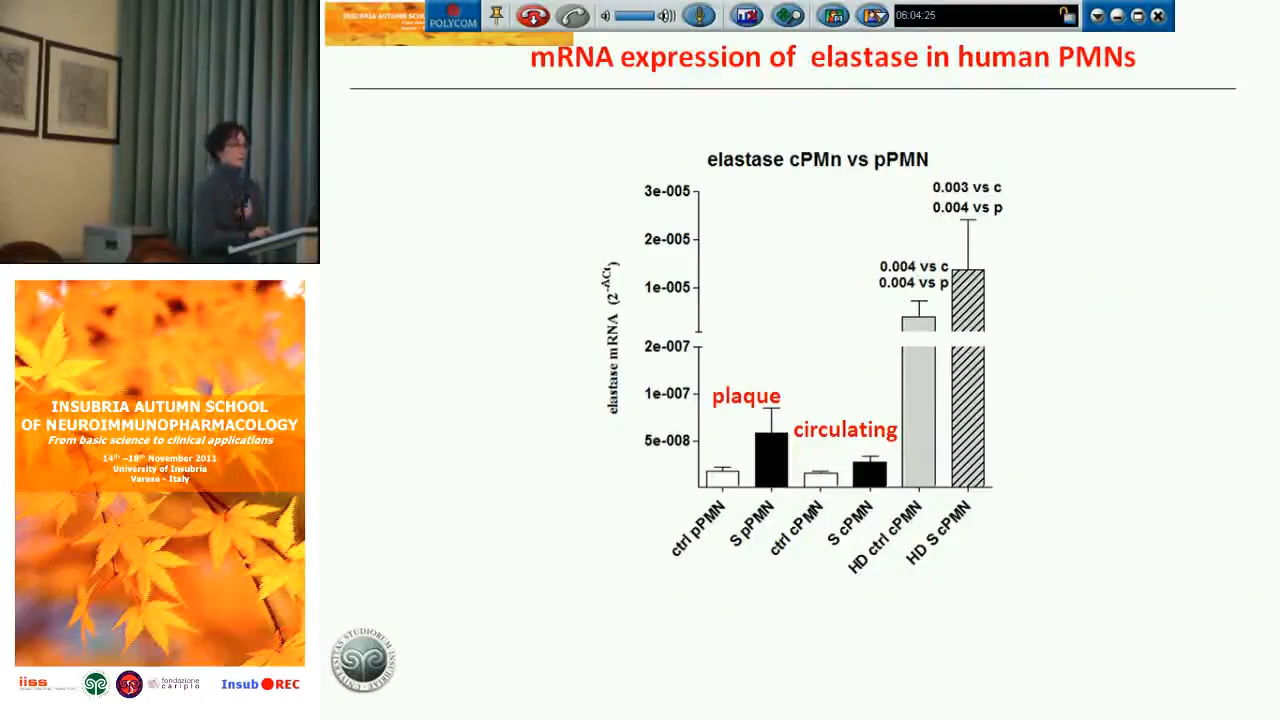 POLYCOM
06:04:25
mRNA expression of elastase in human PMNs
elastase cPMn vs pPMN
3e-005
2e-005
1e-005
2e-007
1e-007
5e-008
elastase mRNA (2-ΔCt)
0.003 vs c
0.004 vs p
0.004 vs c
0.004 vs p
plaque
circulating
ctrl pPMN
S pPMN
ctrl cPMN
S cPMN
HD ctrl cPMN
HD S cPMN
INSUBRIA AUTUMN SCHOOL
OF NEUROIMMUNOPHARMACOLOGY
From basic science to clinical applications
14th –18th November 2011
University of Insubria
Varese - Italy
iiss
fondazione
cariplo
Insub REC
INSUBRIA AUTUMN SCHOOL